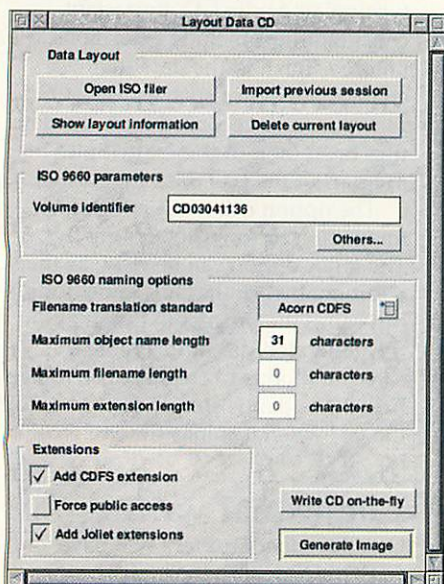 Layout Data CD
Data Layout
Open ISO filer Import previous session
Show layout information Delete current layout
ISO 9660 parameters
Volume identifier CD03041136
Others...
ISO 9660 naming options
Filename translation standard Acorn CDFS
Maximum object name length 31 characters
Maximum filename length 0 characters
Maximum extension length 0 characters
Extensions
Add CDFS extension
Force public access
Write CD on-the-fly
Add Joliet extensions
Generate Image